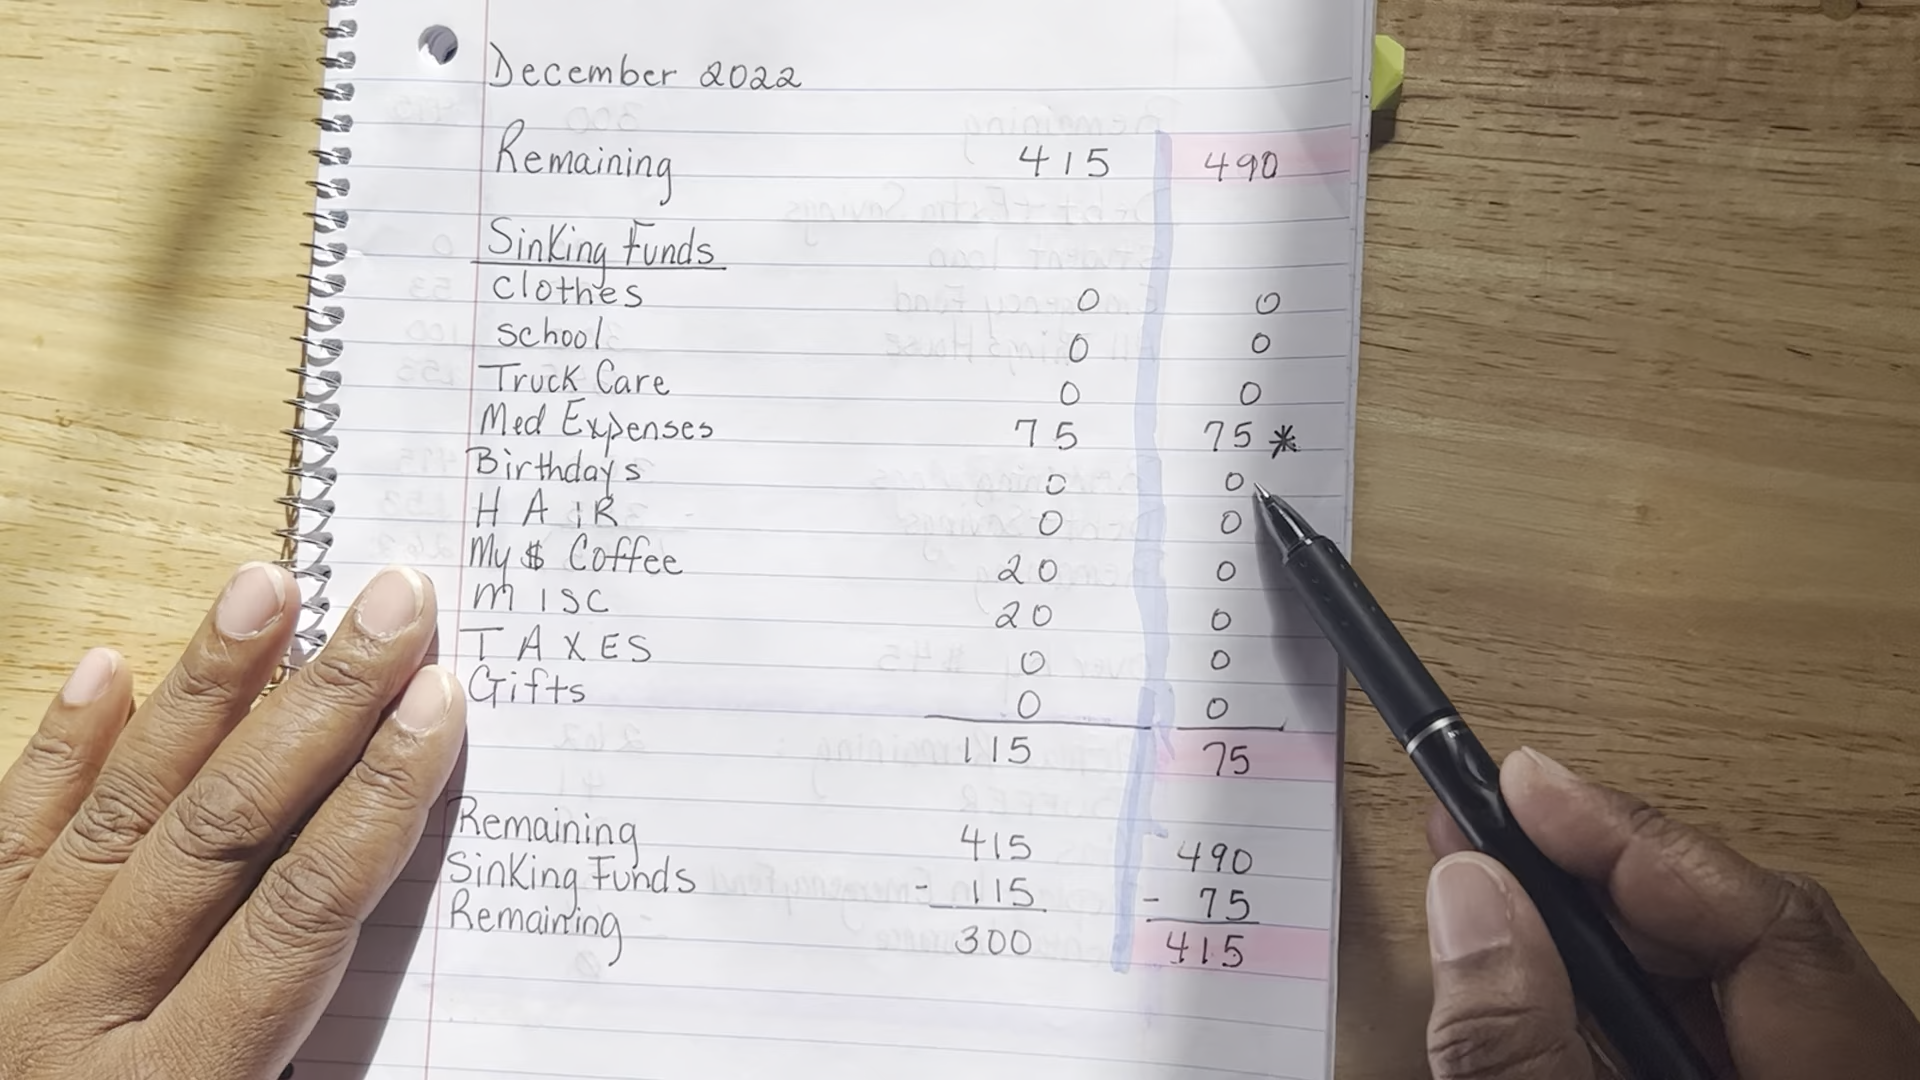 December 2022
Remaining 415 490
Sinking Funds
Clothes 0 0
School 0 0
Truck Care 0 0
Med Expenses 75 75 *
Birthdays 0 0
HAIR 0 0
My $ Coffee 20 0
MISC 20 0
TAXES 0 0
Gifts 0 0
115 75
Remaining 415 490
Sinking Funds - 115 - 75
Remaining 300 415